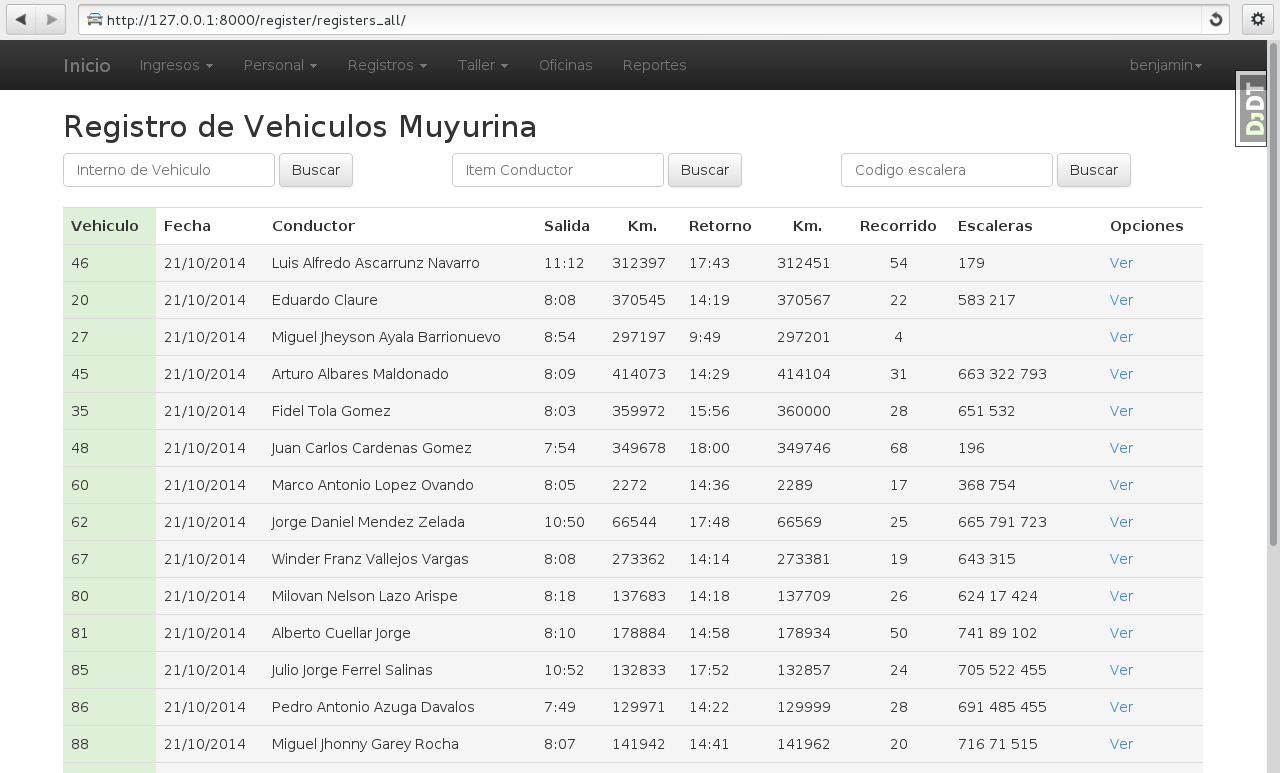 http://127.0.0.1:8000/register/registers_all/
Inicio Ingresos Personal Registros Taller Oficinas Reportes benjamin
DJDT
Registro de Vehiculos Muyurina
Interno de Vehiculo Buscar Item Conductor Buscar Codigo escalera Buscar
Vehiculo Fecha Conductor Salida Km. Retorno Km. Recorrido Escaleras Opciones
46 21/10/2014 Luis Alfredo Ascarrunz Navarro 11:12 312397 17:43 312451 54 179 Ver
20 21/10/2014 Eduardo Claure 8:08 370545 14:19 370567 22 583 217 Ver
27 21/10/2014 Miguel Jheyson Ayala Barrionuevo 8:54 297197 9:49 297201 4 Ver
45 21/10/2014 Arturo Albares Maldonado 8:09 414073 14:29 414104 31 663 322 793 Ver
35 21/10/2014 Fidel Tola Gomez 8:03 359972 15:56 360000 28 651 532 Ver
48 21/10/2014 Juan Carlos Cardenas Gomez 7:54 349678 18:00 349746 68 196 Ver
60 21/10/2014 Marco Antonio Lopez Ovando 8:05 2272 14:36 2289 17 368 754 Ver
62 21/10/2014 Jorge Daniel Mendez Zelada 10:50 66544 17:48 66569 25 665 791 723 Ver
67 21/10/2014 Winder Franz Vallejos Vargas 8:08 273362 14:14 273381 19 643 315 Ver
80 21/10/2014 Milovan Nelson Lazo Arispe 8:18 137683 14:18 137709 26 624 17 424 Ver
81 21/10/2014 Alberto Cuellar Jorge 8:10 178884 14:58 178934 50 741 89 102 Ver
85 21/10/2014 Julio Jorge Ferrel Salinas 10:52 132833 17:52 132857 24 705 522 455 Ver
86 21/10/2014 Pedro Antonio Azuga Davalos 7:49 129971 14:22 129999 28 691 485 455 Ver
88 21/10/2014 Miguel Jhonny Garey Rocha 8:07 141942 14:41 141962 20 716 71 515 Ver